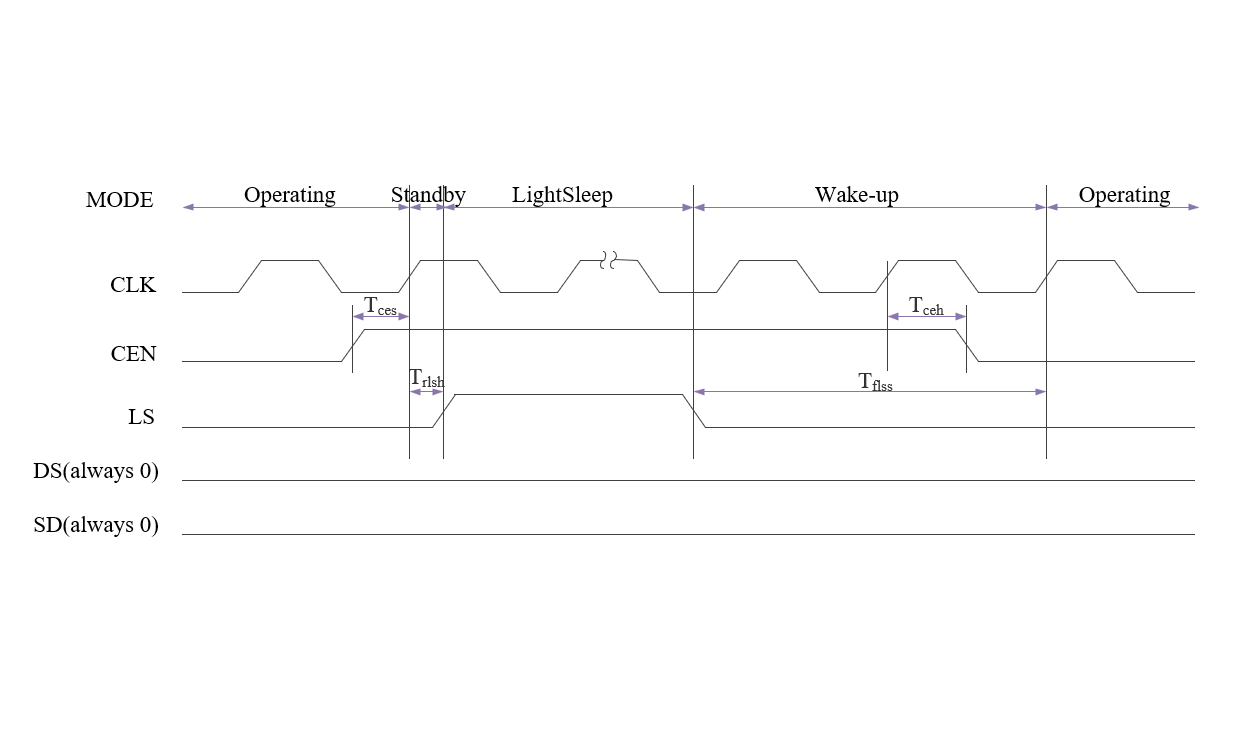 MODE Operating Standby LightSleep Wake-up Operating
CLK
Tces Tceh
CEN
Trlsh Tflss
LS
DS(always 0)
SD(always 0)